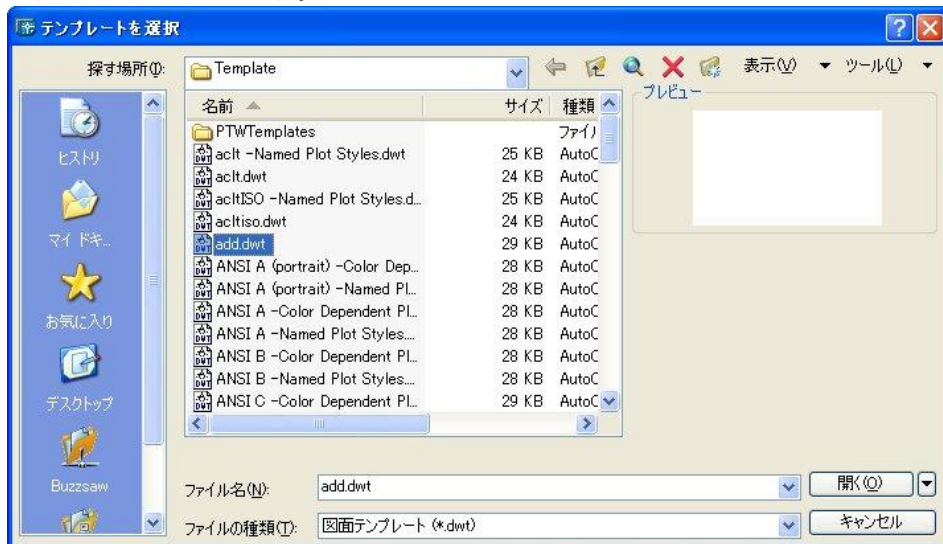 テンプレートを選択
探す場所(I):
Template
表示(V)
ツール(L)
ヒストリ
マイ ドキ...
お気に入り
デスクトップ
Buzzsaw
名前 サイズ 種類
PTWTemplates ファイル
aclt -Named Plot Styles.dwt 25 KB AutoC
aclt.dwt 24 KB AutoC
acltISO -Named Plot Styles.d... 25 KB AutoC
acltiso.dwt 24 KB AutoC
add.dwt 29 KB AutoC
ANSI A (portrait) -Color Dep... 28 KB AutoC
ANSI A (portrait) -Named Pl... 28 KB AutoC
ANSI A -Color Dependent Pl... 28 KB AutoC
ANSI A -Named Plot Styles.... 28 KB AutoC
ANSI B -Color Dependent Pl... 28 KB AutoC
ANSI B -Named Plot Styles.... 28 KB AutoC
ANSI C -Color Dependent Pl... 29 KB AutoC
プレビュー
ファイル名(N):
add.dwt
開く(O)
ファイルの種類(T):
図面テンプレート (*.dwt)
キャンセル